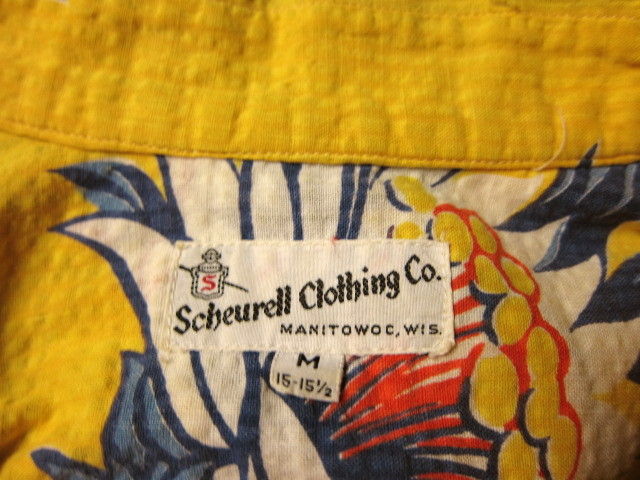 S
Scheurell Clothing Co.
MANITOWOC, WIS.
M
15-15½